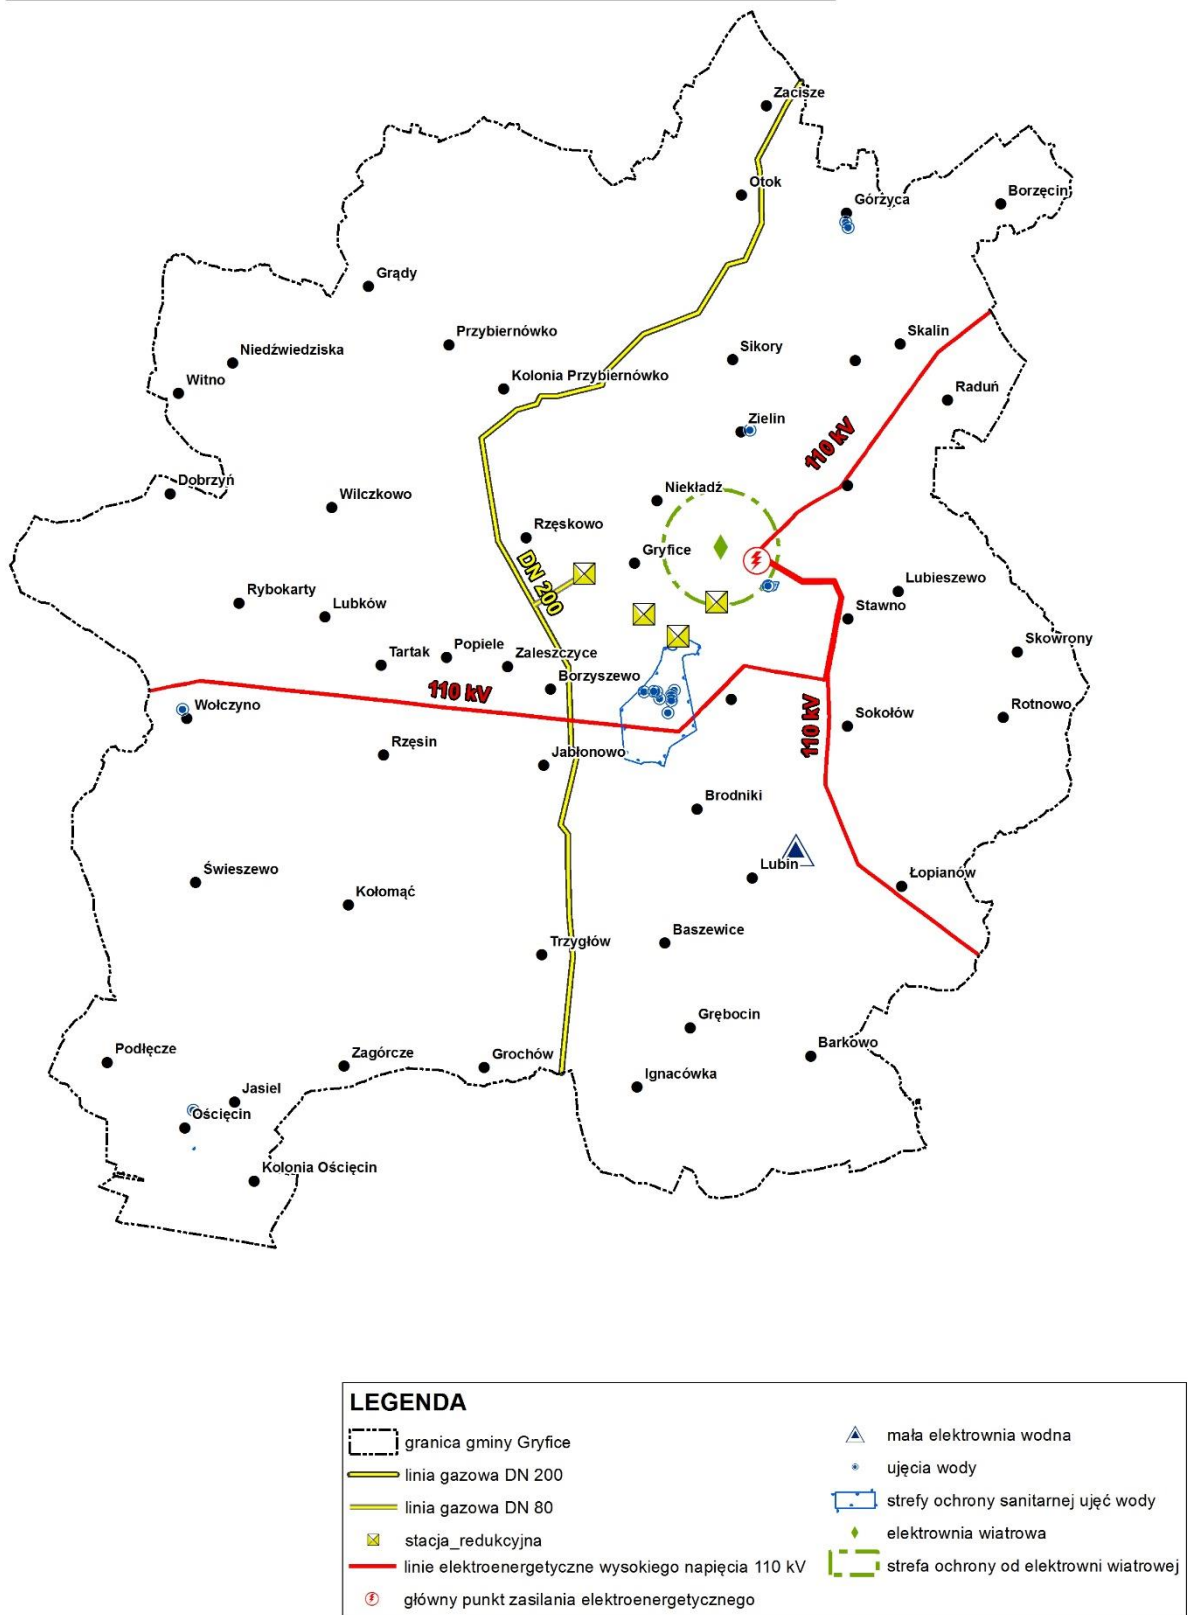 Zacisze
Otok
Górzyca
Borzęcin
Grądy
Przybiernówko
Skalin
Sikory
Niedźwiedziska
Kolonia Przybiernówko
Witno
Raduń
Zielin
110 kV
Dobrzyń
Wilczkowo
Niekładź
Rzęskowo
Gryfice
DN 200
Lubieszewo
Rybokarty
Lubków
Stawno
Skowrony
Popiele
Tartak
Zaleszczyce
Borzyszewo
110 kV
Wołczyno
Rotnowo
110 kV
Sokołów
Rzęsin
Jabłonowo
Brodniki
Świeszewo
Lubin
Łopianów
Kołomąć
Trzygłów
Baszewice
Grębocin
Barkowo
Podłęcze
Zagórcze
Grochów
Ignacówka
Jasiel
Ościęcin
Kolonia Ościęcin
LEGENDA
granica gminy Gryfice
linia gazowa DN 200
linia gazowa DN 80
stacja_redukcyjna
linie elektroenergetyczne wysokiego napięcia 110 kV
główny punkt zasilania elektroenergetycznego
mała elektrownia wodna
ujęcia wody
strefy ochrony sanitarnej ujęć wody
elektrownia wiatrowa
strefa ochrony od elektrowni wiatrowej